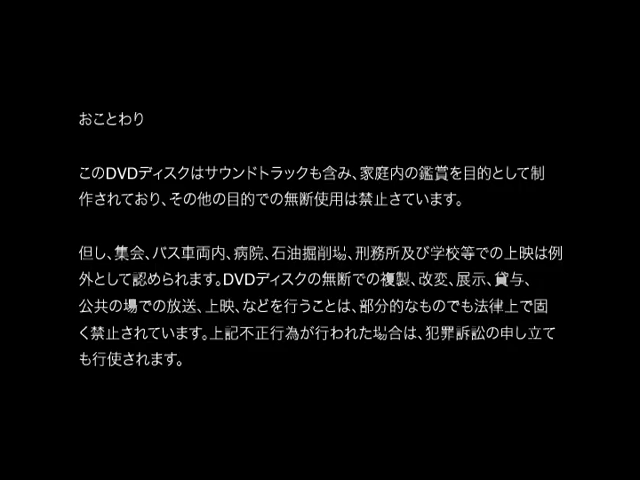 おことわり
このDVDディスクはサウンドトラックも含み、家庭内の鑑賞を目的として制
作されており、その他の目的での無断使用は禁止さています。
但し、集会、バス車両内、病院、石油掘削場、刑務所及び学校等での上映は例
外として認められます。DVDディスクの無断での複製、改変、展示、貸与、
公共の場での放送、上映、などを行うことは、部分的なものでも法律上で固
く禁止されています。上記不正行為が行われた場合は、犯罪訴訟の申し立て
も行使されます。